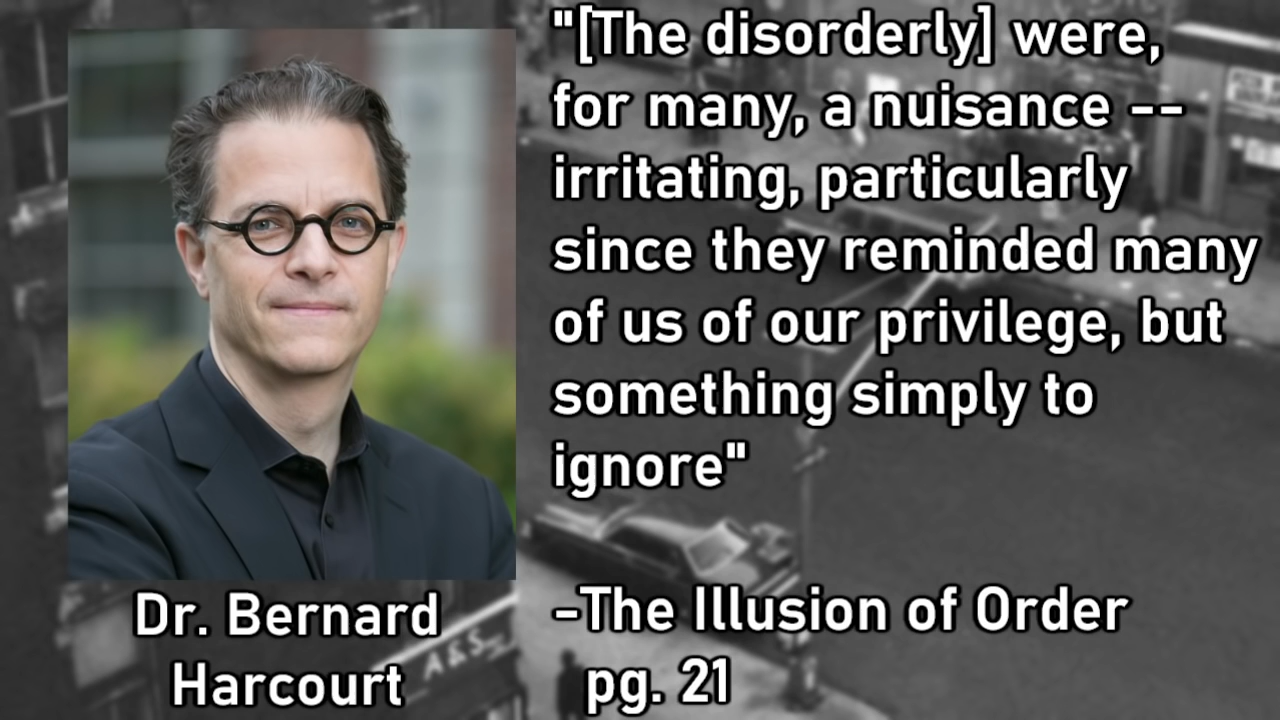 "[The disorderly] were,
for many, a nuisance --
irritating, particularly
since they reminded many
of us of our privilege, but
something simply to
ignore"
-The Illusion of Order
pg. 21
Dr. Bernard
Harcourt
A&S